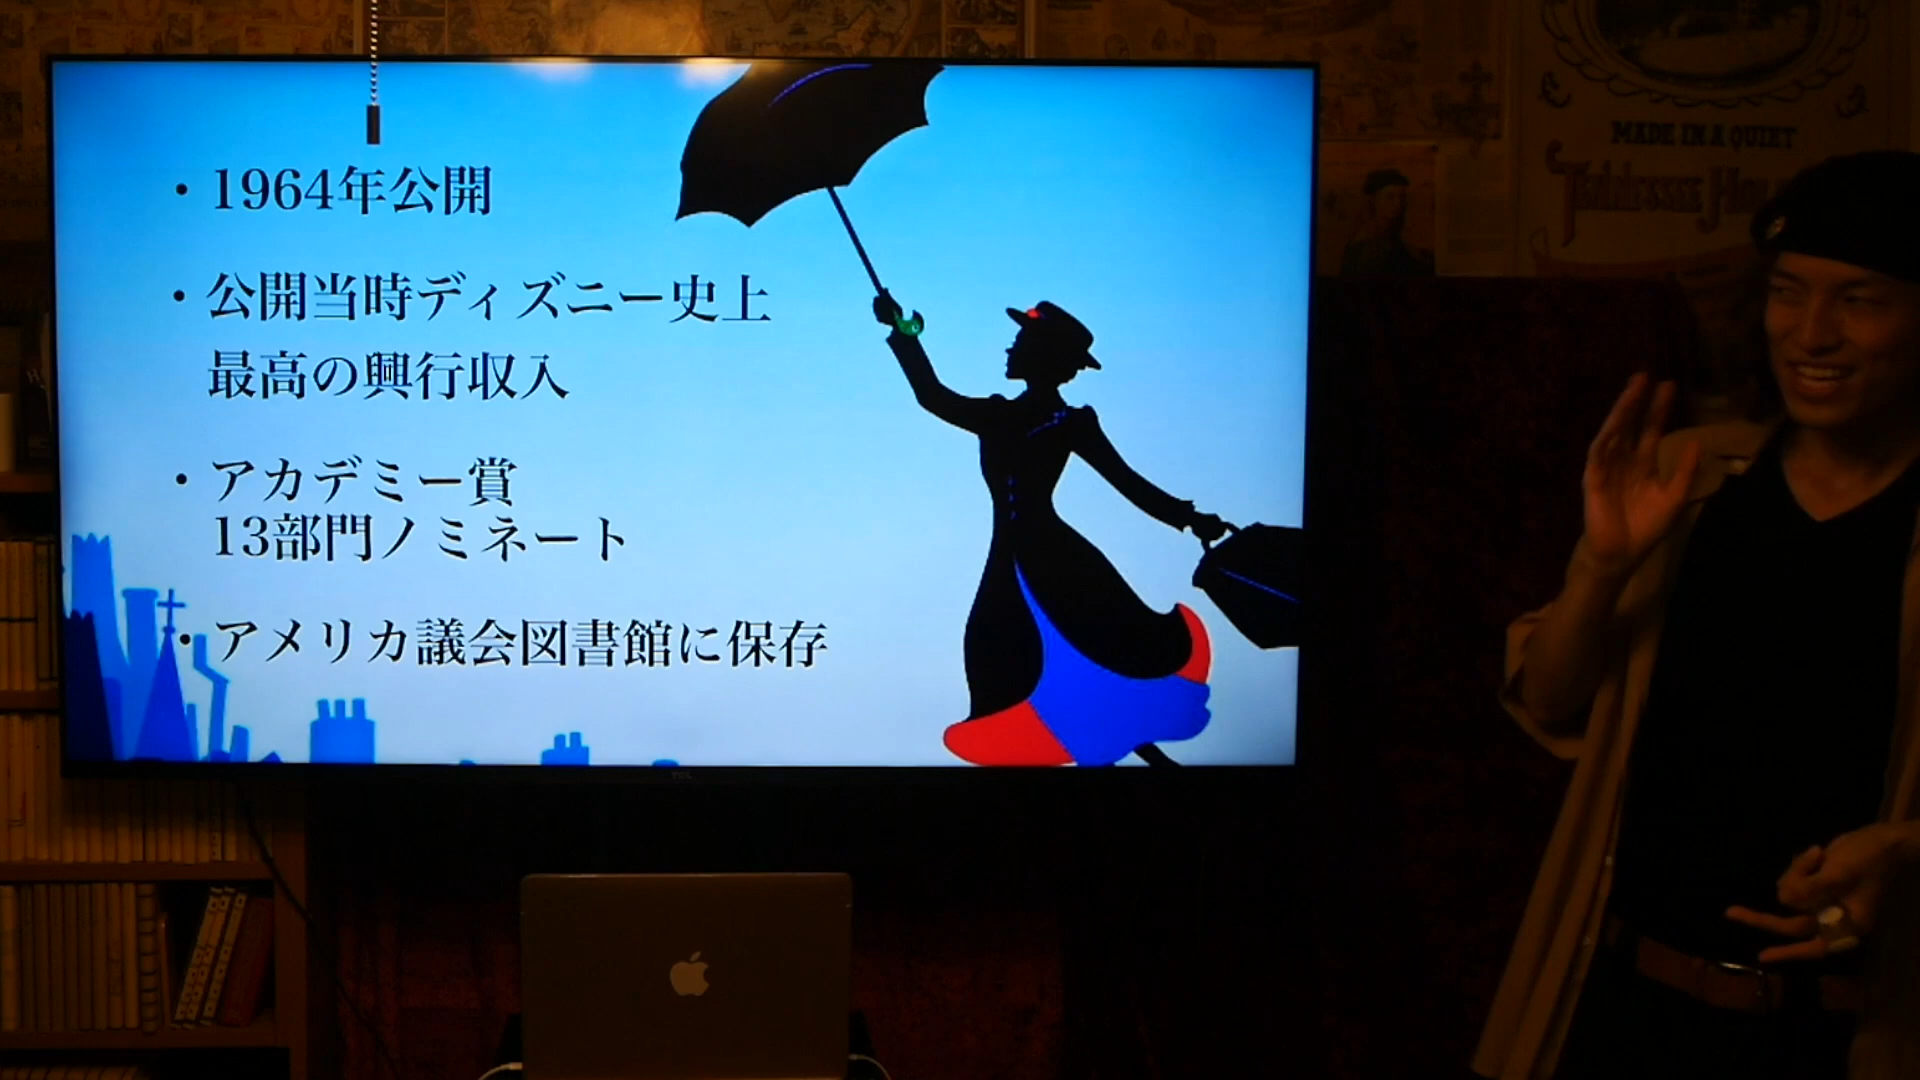 ・1964年公開
・公開当時ディズニー史上
最高の興行収入
・アカデミー賞
13部門ノミネート
・アメリカ議会図書館に保存
MADE IN A QUIET
TCL